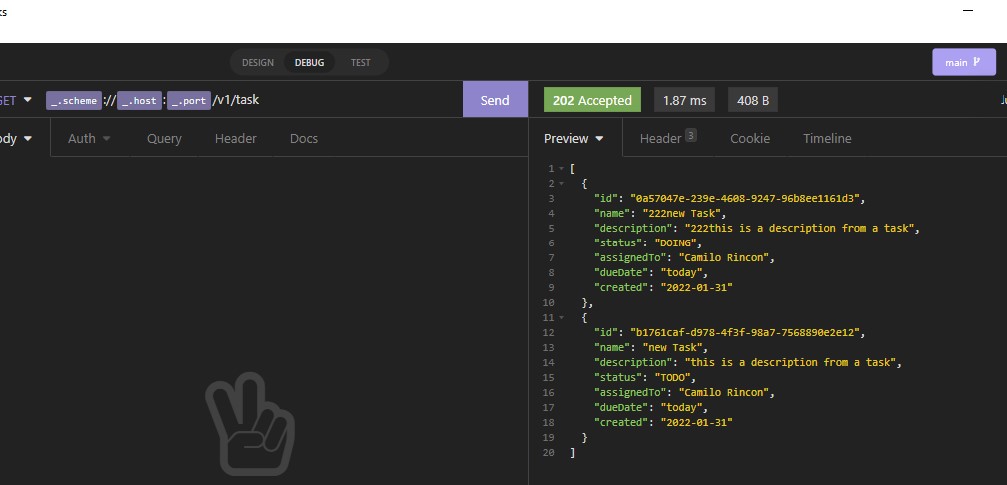 ks
DESIGN DEBUG TEST
main
GET _.scheme :// _.host : _.port /v1/task Send 202 Accepted 1.87 ms 408 B
ody Auth Query Header Docs Preview Header 3 Cookie Timeline
1 [
2 {
3 "id": "0a57047e-239e-4608-9247-96b8ee1161d3",
4 "name": "222new Task",
5 "description": "222this is a description from a task",
6 "status": "DOING",
7 "assignedTo": "Camilo Rincon",
8 "dueDate": "today",
9 "created": "2022-01-31"
10 },
11 {
12 "id": "b1761caf-d978-4f3f-98a7-7568890e2e12",
13 "name": "new Task",
14 "description": "this is a description from a task",
15 "status": "TODO",
16 "assignedTo": "Camilo Rincon",
17 "dueDate": "today",
18 "created": "2022-01-31"
19 }
20 ]